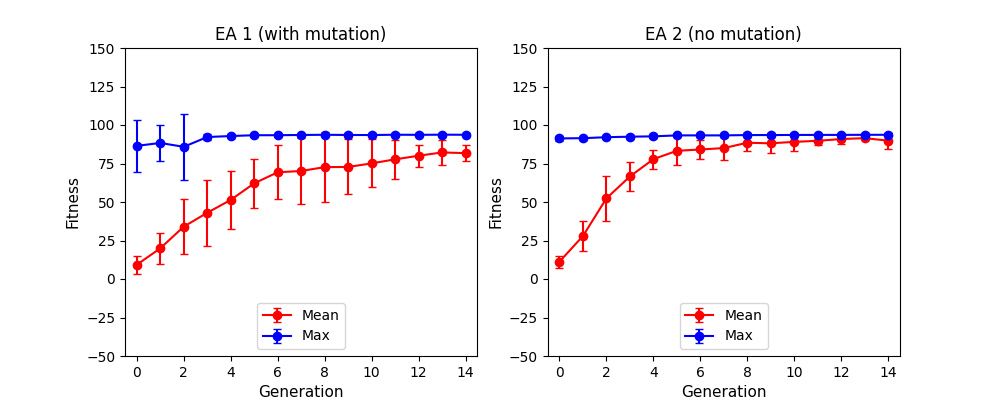 EA 1 (with mutation)
150
125
100
75
50
25
0
−25
−50
Fitness
0 2 4 6 8 10 12 14
Generation
Mean
Max
EA 2 (no mutation)
150
125
100
75
50
25
0
−25
−50
Fitness
0 2 4 6 8 10 12 14
Generation
Mean
Max